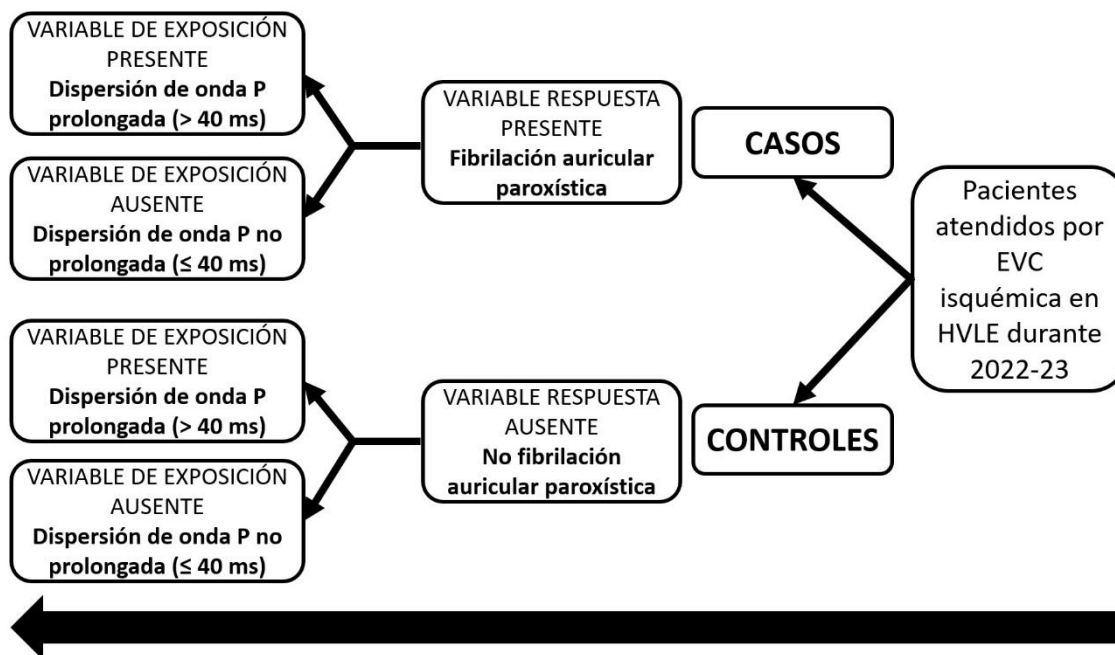 VARIABLE DE EXPOSICIÓN
PRESENTE
Dispersión de onda P
prolongada (> 40 ms)
VARIABLE DE EXPOSICIÓN
AUSENTE
Dispersión de onda P no
prolongada (≤ 40 ms)
VARIABLE RESPUESTA
PRESENTE
Fibrilación auricular
paroxística
CASOS
Pacientes
atendidos por
EVC
isquémica en
HVLE durante
2022-23
VARIABLE DE EXPOSICIÓN
PRESENTE
Dispersión de onda P
prolongada (> 40 ms)
VARIABLE DE EXPOSICIÓN
AUSENTE
Dispersión de onda P no
prolongada (≤ 40 ms)
VARIABLE RESPUESTA
AUSENTE
No fibrilación
auricular paroxística
CONTROLES